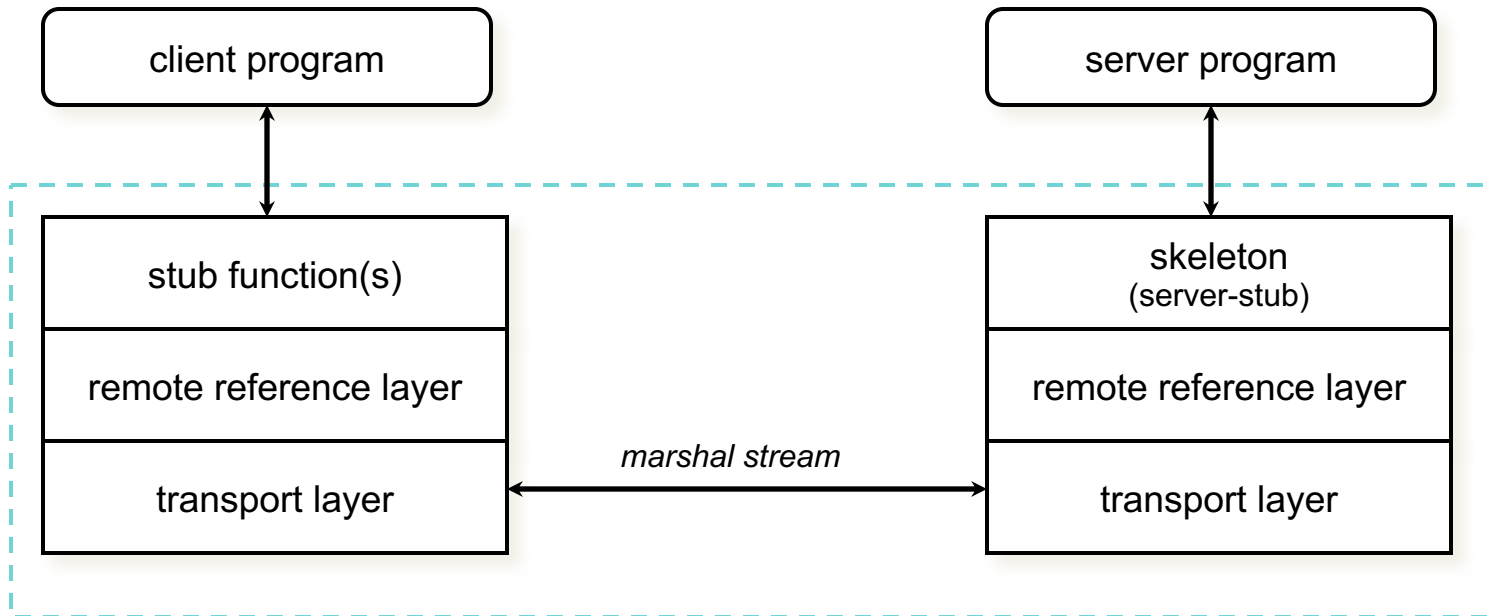 client program
server program
stub function(s)
skeleton
(server-stub)
remote reference layer
remote reference layer
marshal stream
transport layer
transport layer